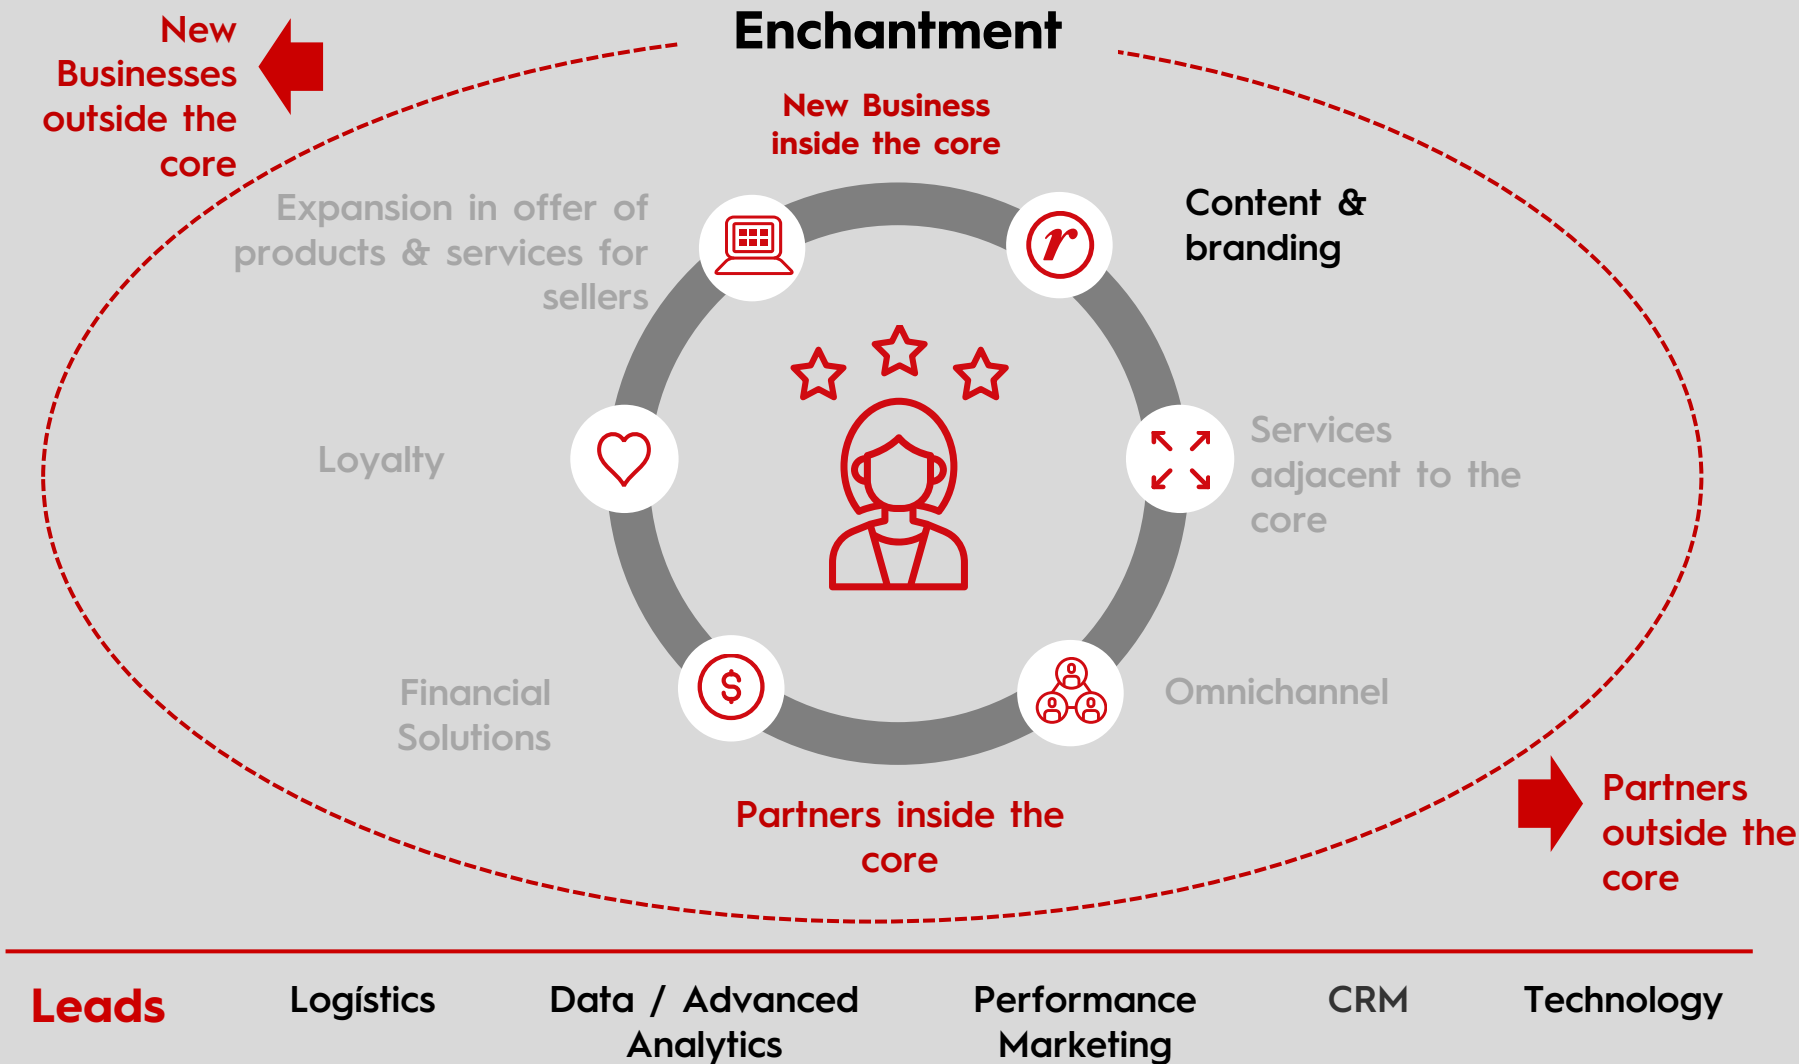 Enchantment
New
Businesses
outside the
core
New Business
inside the core
Expansion in offer of
products & services for
sellers
Content &
branding
r
Loyalty
Services
adjacent to the
core
Financial
Solutions
$
Omnichannel
Partners inside the
core
Partners
outside the
core
Leads
Logístics
Data / Advanced
Analytics
Performance
Marketing
CRM
Technology